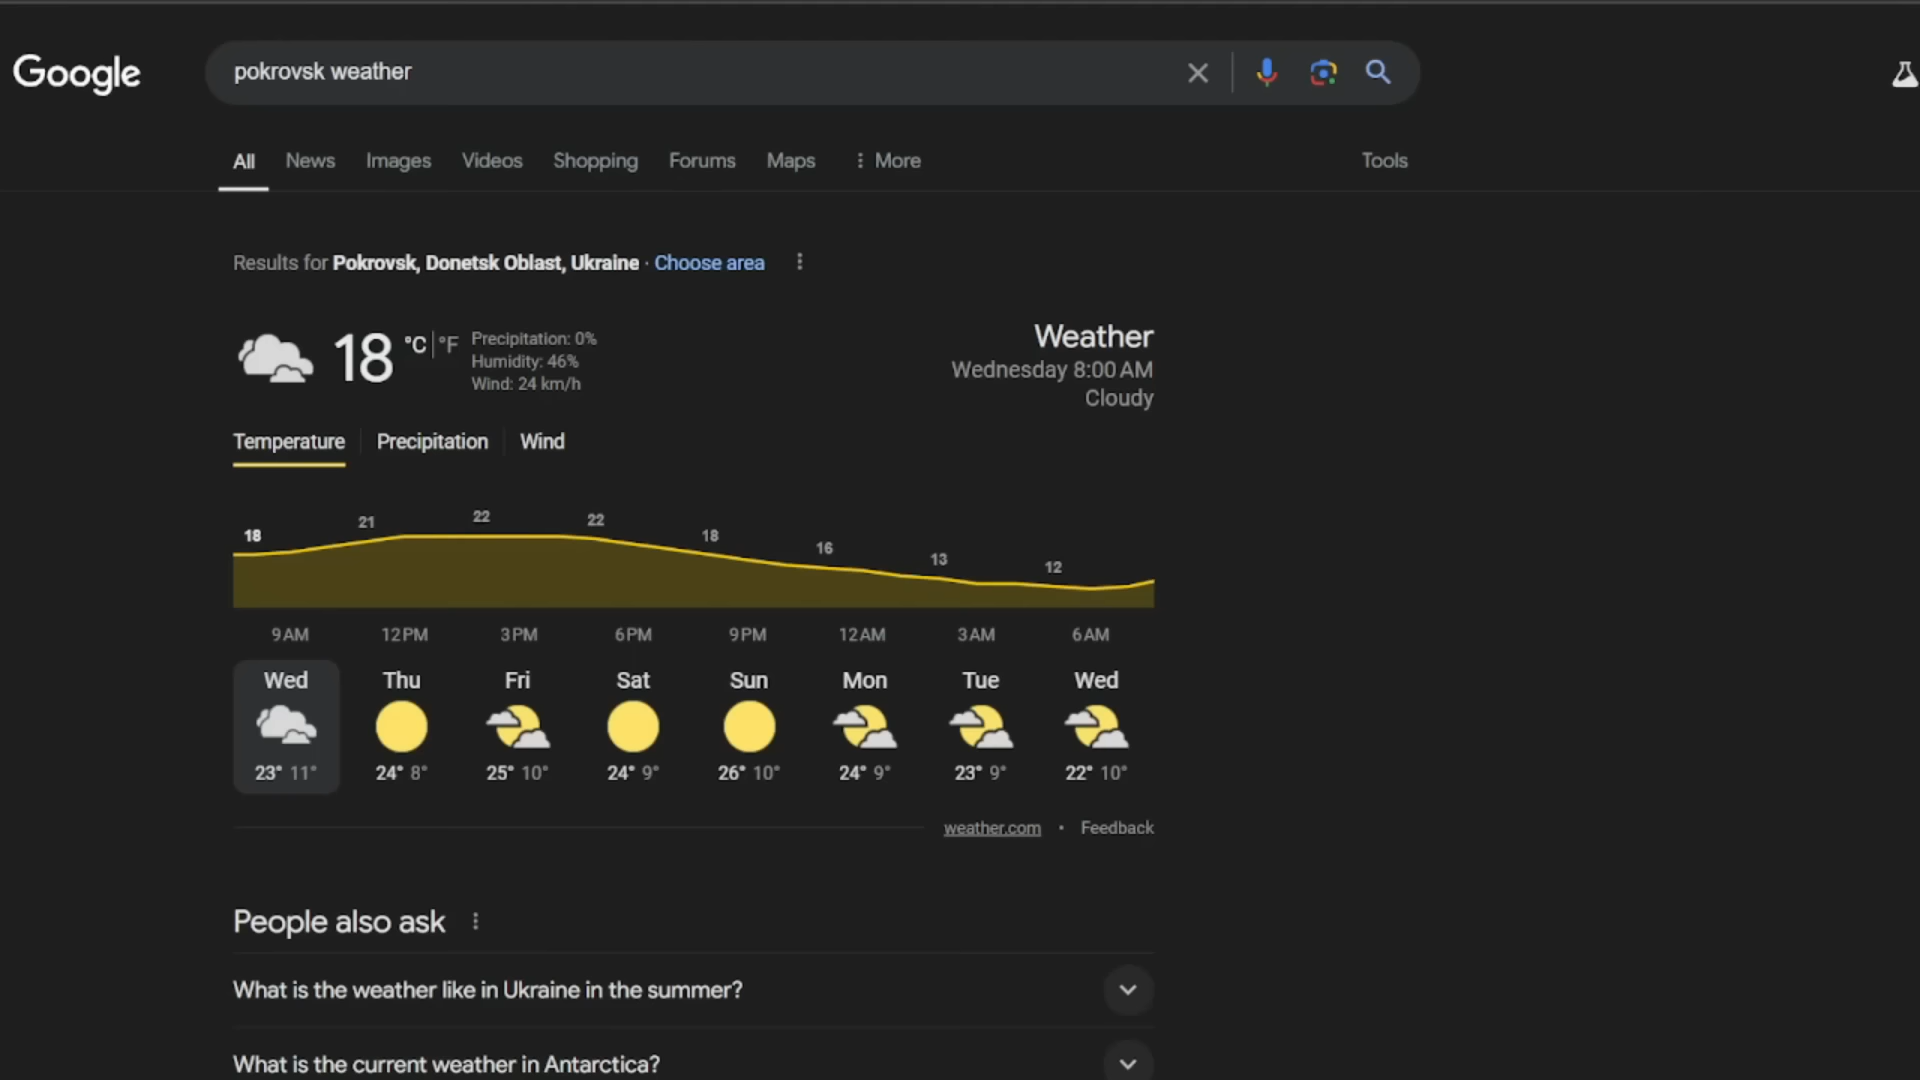 Google
pokrovsk weather
All News Images Videos Shopping Forums Maps More Tools
Results for Pokrovsk, Donetsk Oblast, Ukraine · Choose area
18 °C | °F
Precipitation: 0%
Humidity: 46%
Wind: 24 km/h
Weather
Wednesday 8:00 AM
Cloudy
Temperature Precipitation Wind
18 21 22 22 18 16 13 12
9 AM 12 PM 3 PM 6 PM 9 PM 12 AM 3 AM 6 AM
Wed Thu Fri Sat Sun Mon Tue Wed
23° 11° 24° 8° 25° 10° 24° 9° 26° 10° 24° 9° 23° 9° 22° 10°
weather.com • Feedback
People also ask
What is the weather like in Ukraine in the summer?
What is the current weather in Antarctica?